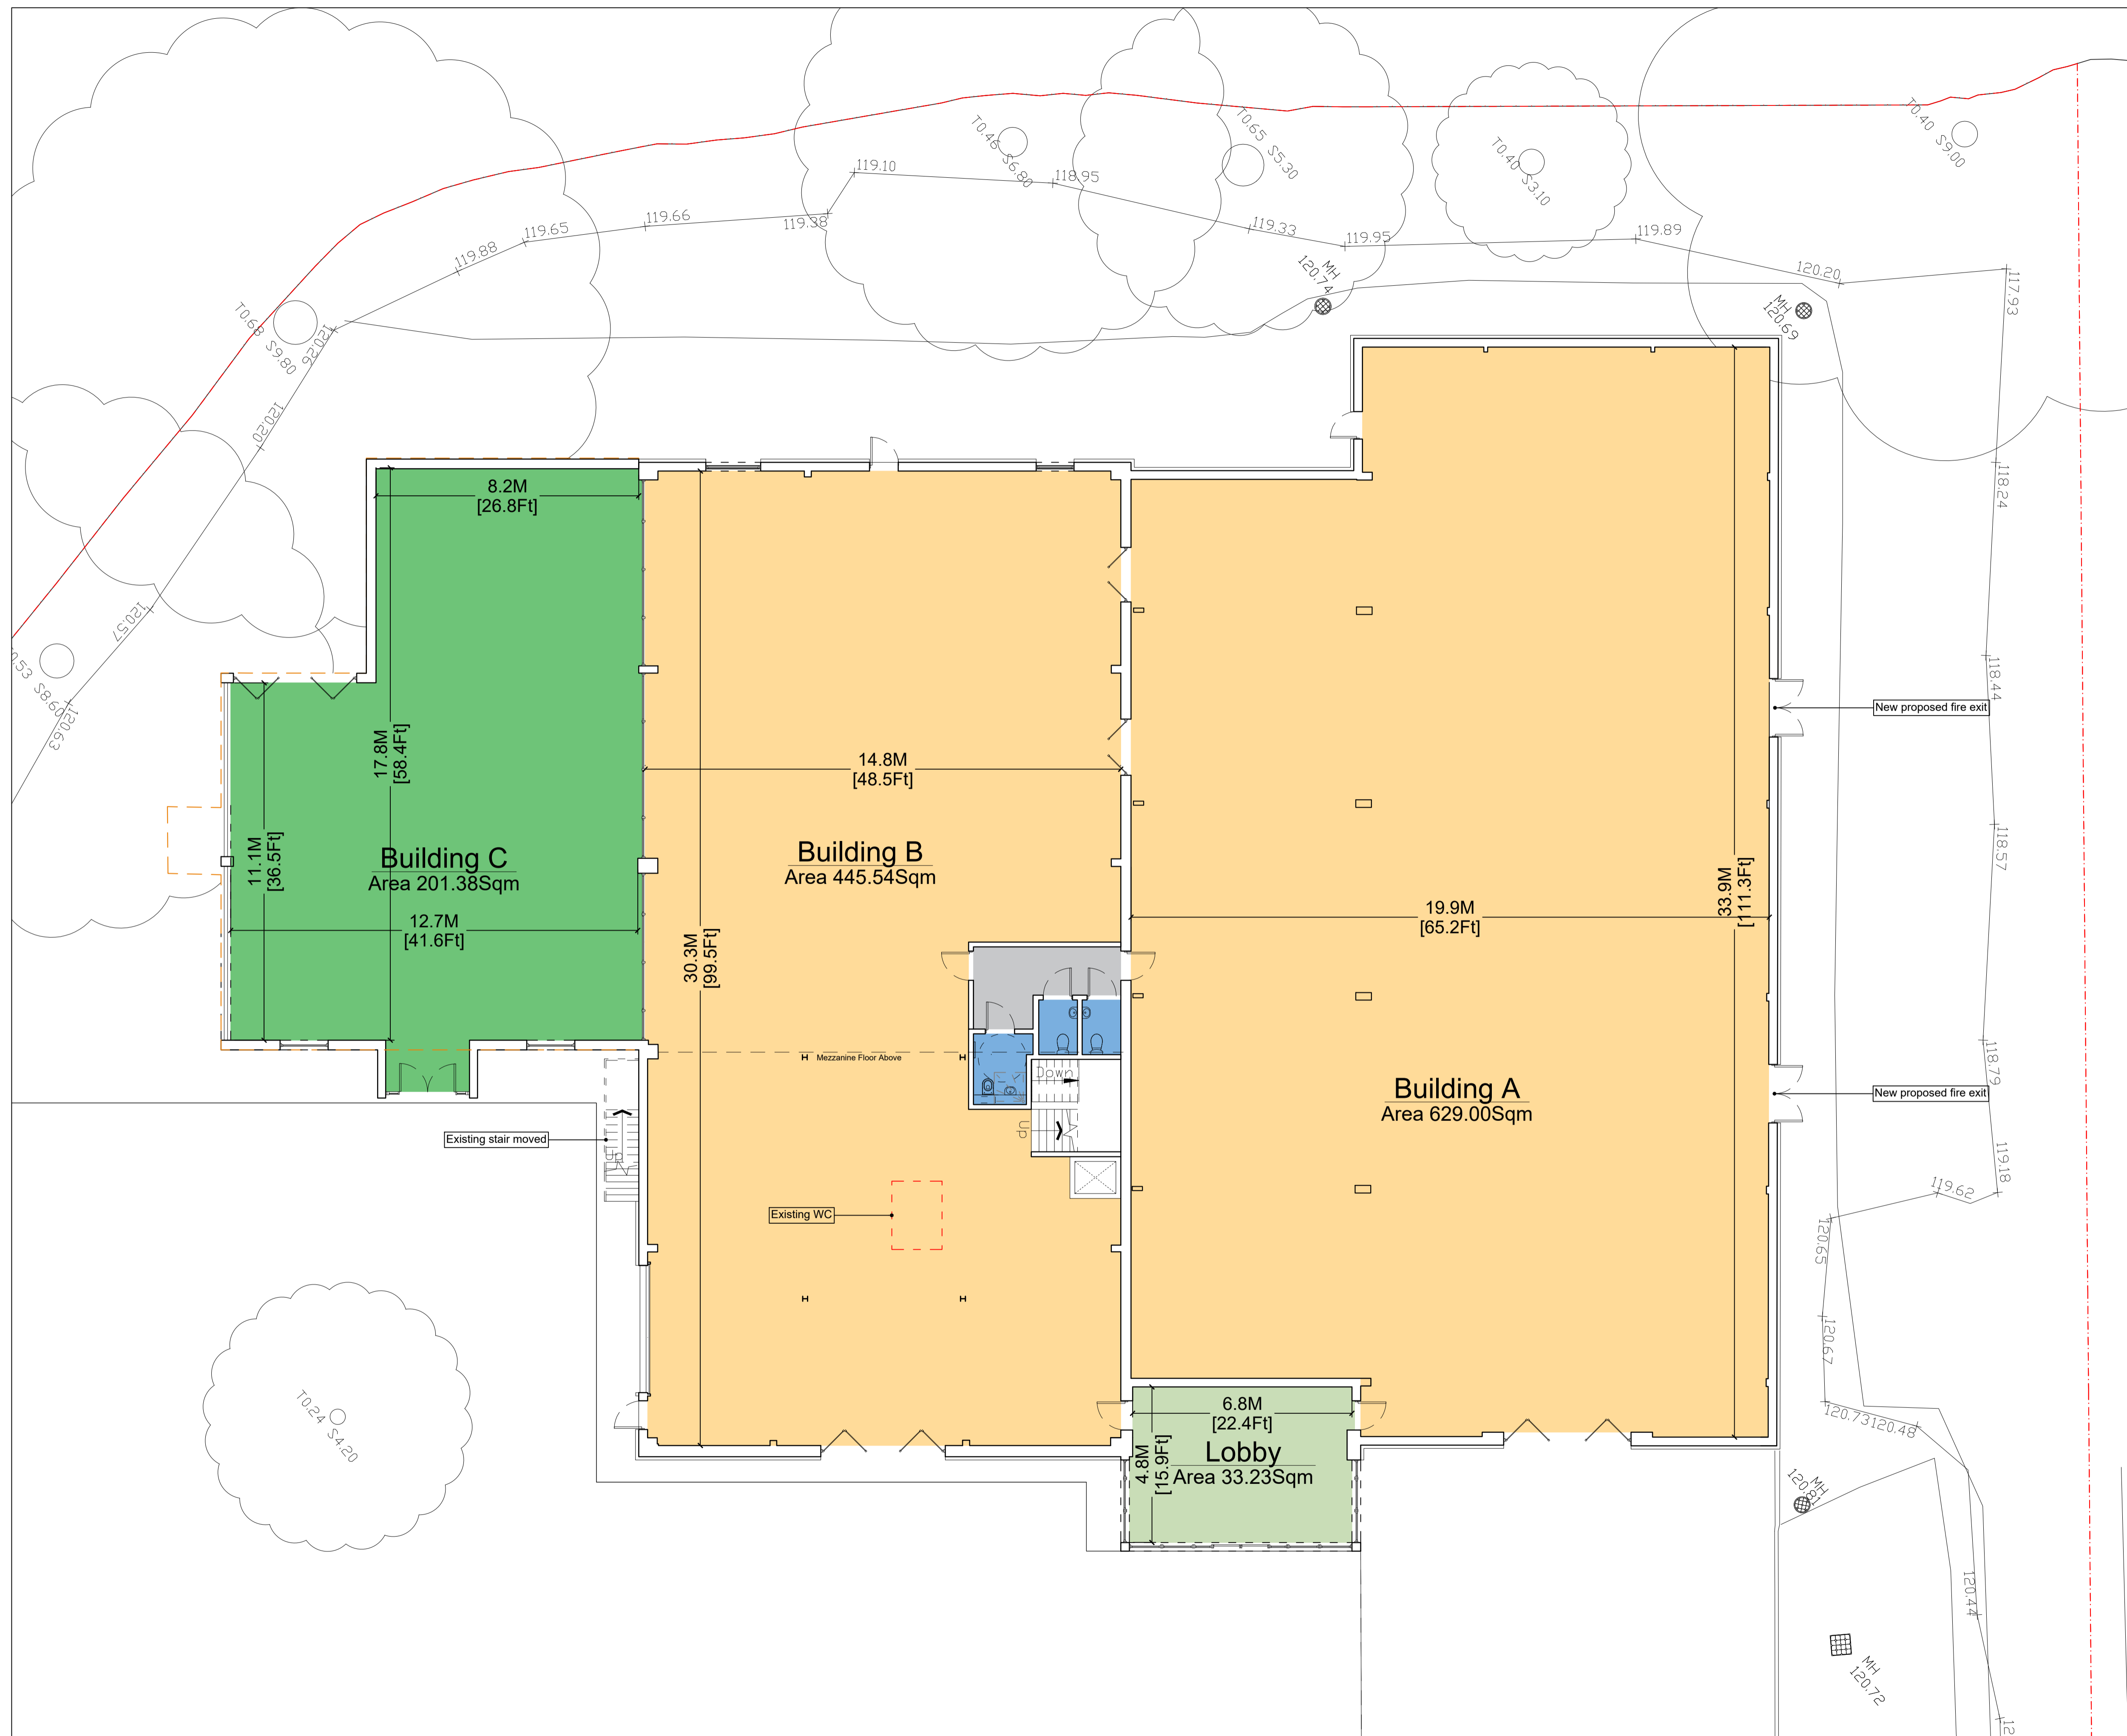 T0.46 S6.80
T0.65 S5.30
T0.40 S3.10
T0.40 S9.00
119.10
118.95
119.66
119.38
119.65
119.88
119.33
119.95
119.89
120.20
117.93
MH
120.74
MH
120.69
T0.68 S9.80
120.26
120.20
120.57
.53 S8.60
120.63
118.24
118.44
118.57
118.79
119.18
119.62
120.65
120.67
120.73
120.48
120.44
8.2M
[26.8Ft]
17.8M
[58.4Ft]
11.1M
[36.5Ft]
Building C
Area 201.38Sqm
12.7M
[41.6Ft]
14.8M
[48.5Ft]
Building B
Area 445.54Sqm
30.3M
[99.5Ft]
19.9M
[65.2Ft]
33.9M
[111.3Ft]
Building A
Area 629.00Sqm
New proposed fire exit
New proposed fire exit
Mezzanine Floor Above
Down
up
Existing stair moved
up
Existing WC
6.8M
[22.4Ft]
4.8M
[15.9Ft]
Lobby
Area 33.23Sqm
T0.24 S4.20
MH
120.81
MH
120.72